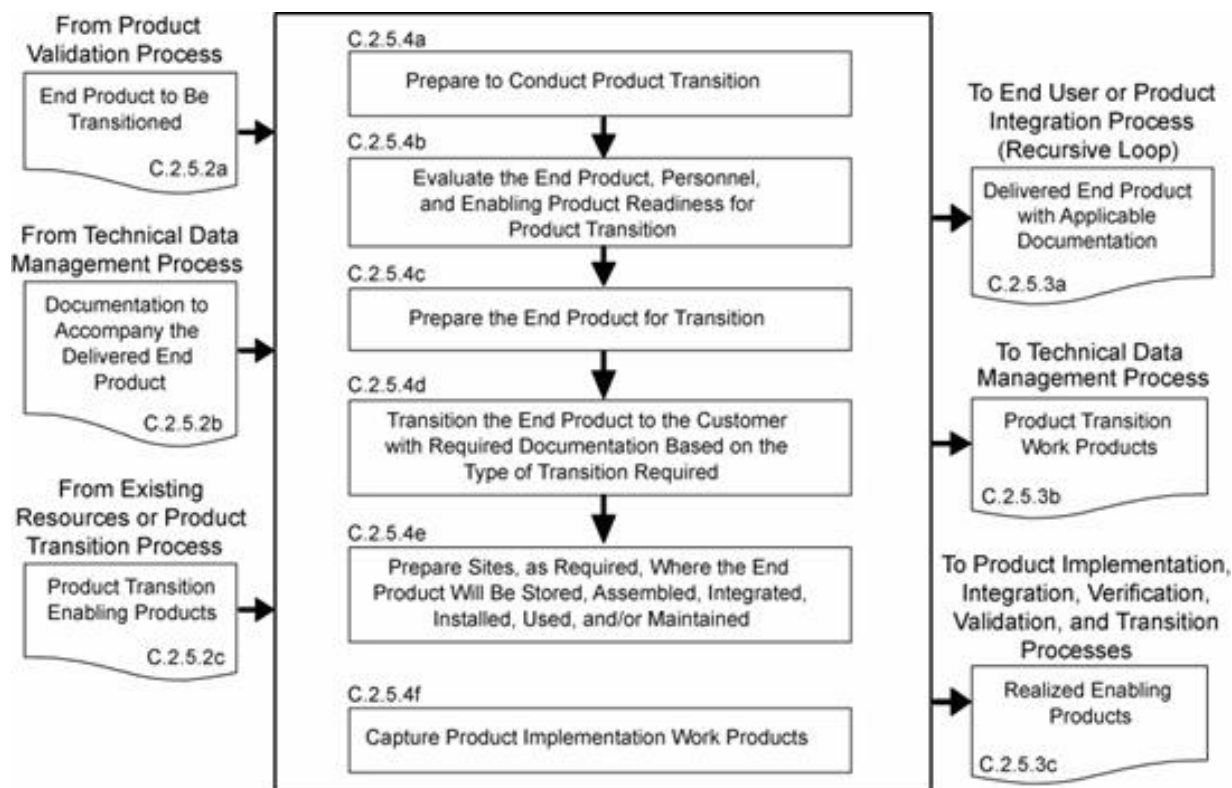 From Product
Validation Process
End Product to Be
Transitioned
C.2.5.2a
From Technical Data
Management Process
Documentation to
Accompany the
Delivered End
Product
C.2.5.2b
From Existing
Resources or Product
Transition Process
Product Transition
Enabling Products
C.2.5.2c
C.2.5.4a
Prepare to Conduct Product Transition
C.2.5.4b
Evaluate the End Product, Personnel,
and Enabling Product Readiness for
Product Transition
C.2.5.4c
Prepare the End Product for Transition
C.2.5.4d
Transition the End Product to the Customer
with Required Documentation Based on the
Type of Transition Required
C.2.5.4e
Prepare Sites, as Required, Where the End
Product Will Be Stored, Assembled, Integrated,
Installed, Used, and/or Maintained
C.2.5.4f
Capture Product Implementation Work Products
To End User or Product
Integration Process
(Recursive Loop)
Delivered End Product
with Applicable
Documentation
C.2.5.3a
To Technical Data
Management Process
Product Transition
Work Products
C.2.5.3b
To Product Implementation,
Integration, Verification,
Validation, and Transition
Processes
Realized Enabling
Products
C.2.5.3c